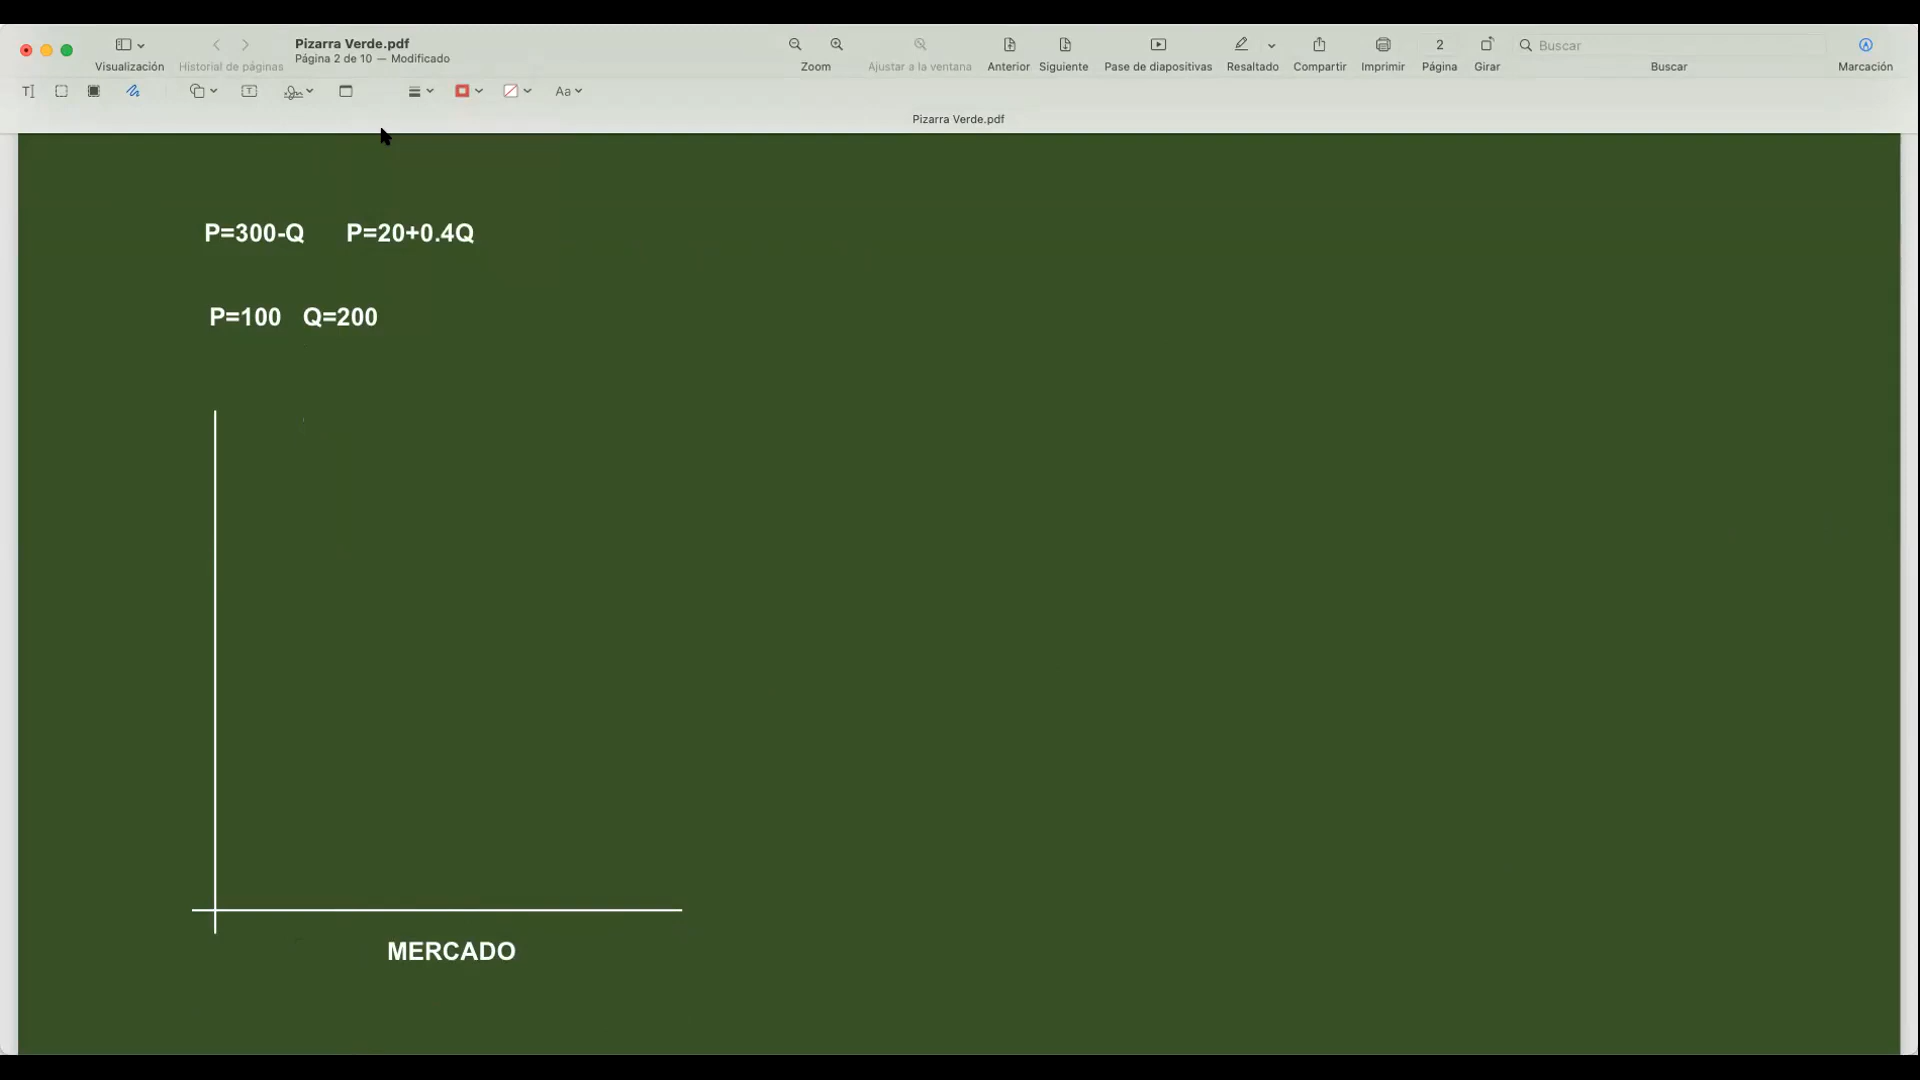 Pizarra Verde.pdf
Página 2 de 10 — Modificado
Visualización Historial de páginas Zoom Ajustar a la ventana Anterior Siguiente Pase de diapositivas Resaltado Compartir Imprimir 2 Página Girar Buscar Buscar Marcación
T Aa
Pizarra Verde.pdf
P=300-Q P=20+0.4Q
P=100 Q=200
MERCADO